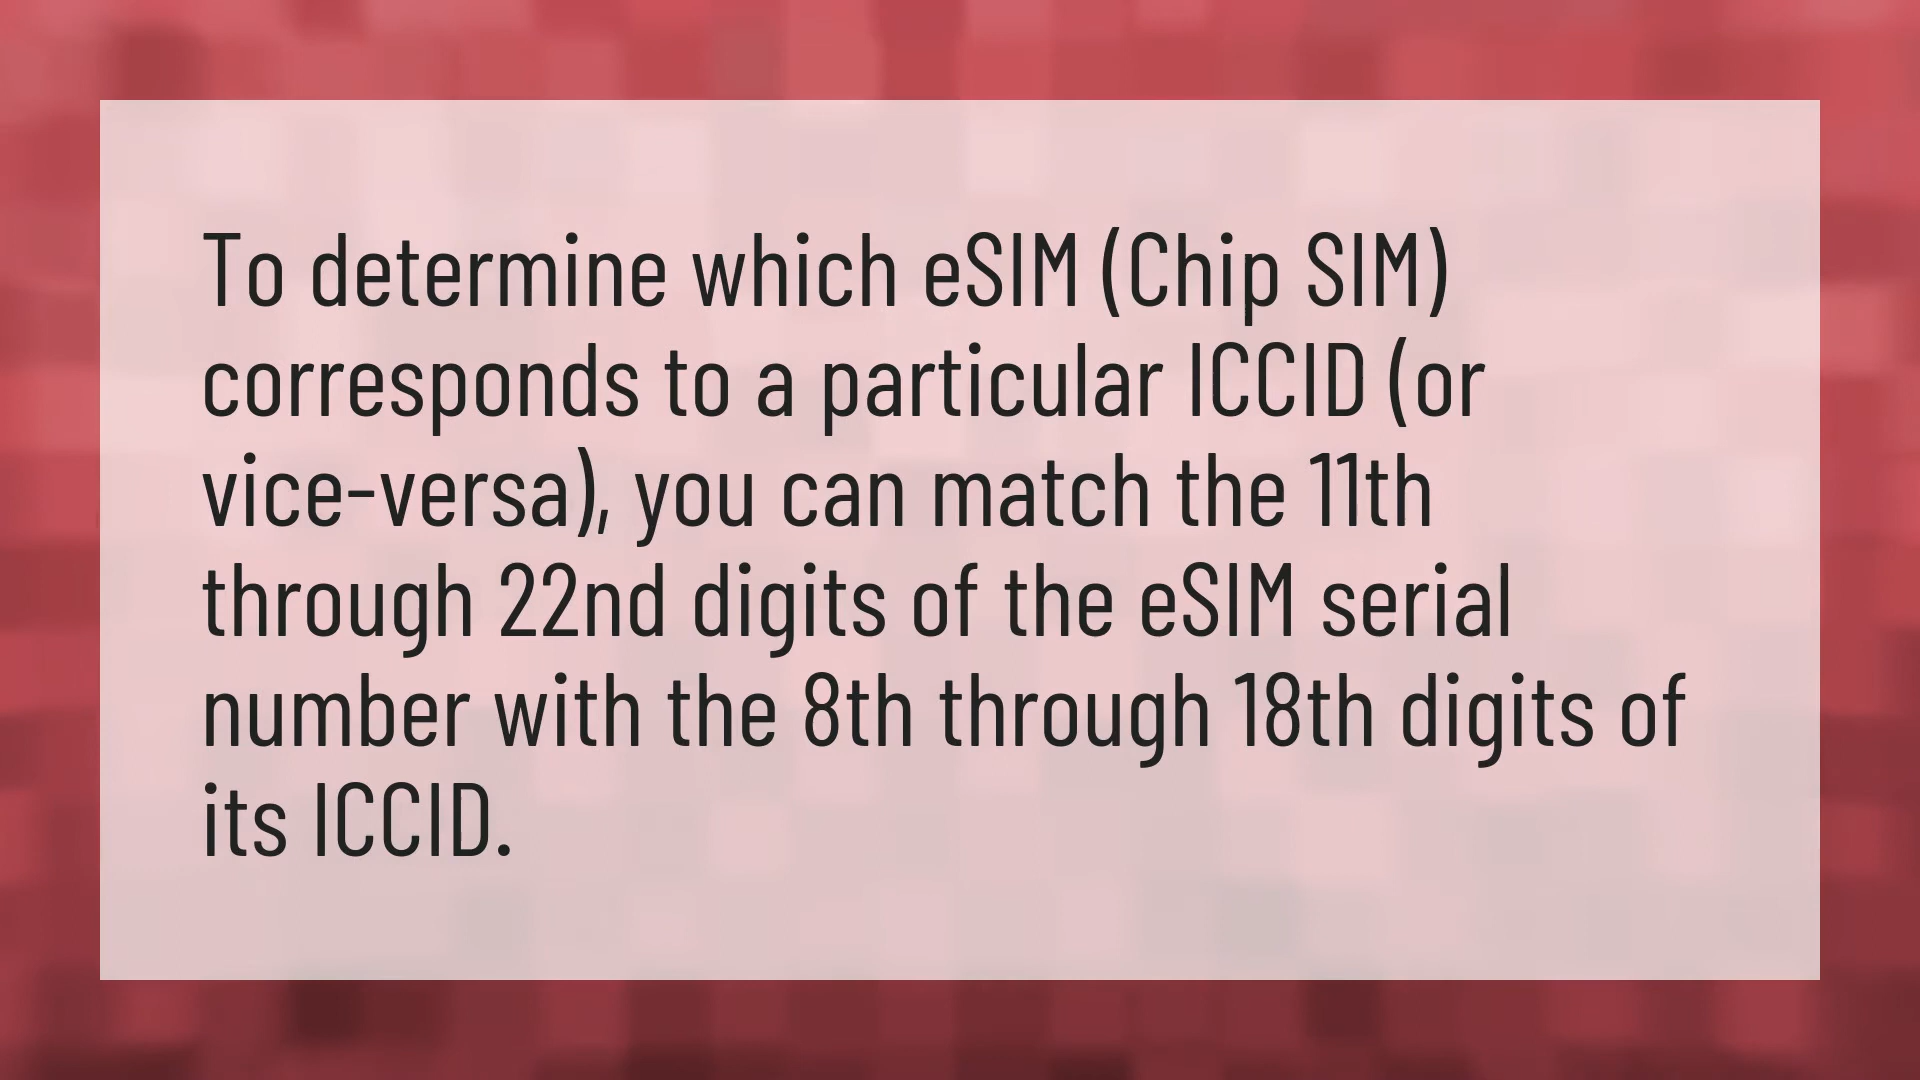 To determine which eSIM (Chip SIM)
corresponds to a particular ICCID (or
vice-versa), you can match the 11th
through 22nd digits of the eSIM serial
number with the 8th through 18th digits of
its ICCID.